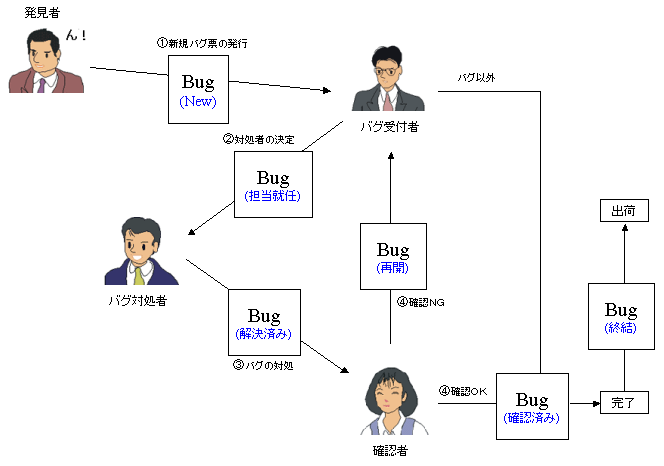 発見者
ん！
①新規バグ票の発行
Bug
(New)
バグ受付者
バグ以外
②対処者の決定
Bug
(担当就任)
バグ対処者
Bug
(再開)
④確認NG
出荷
Bug
(解決済み)
③バグの対処
Bug
(終結)
確認者
④確認OK
Bug
(確認済み)
完了